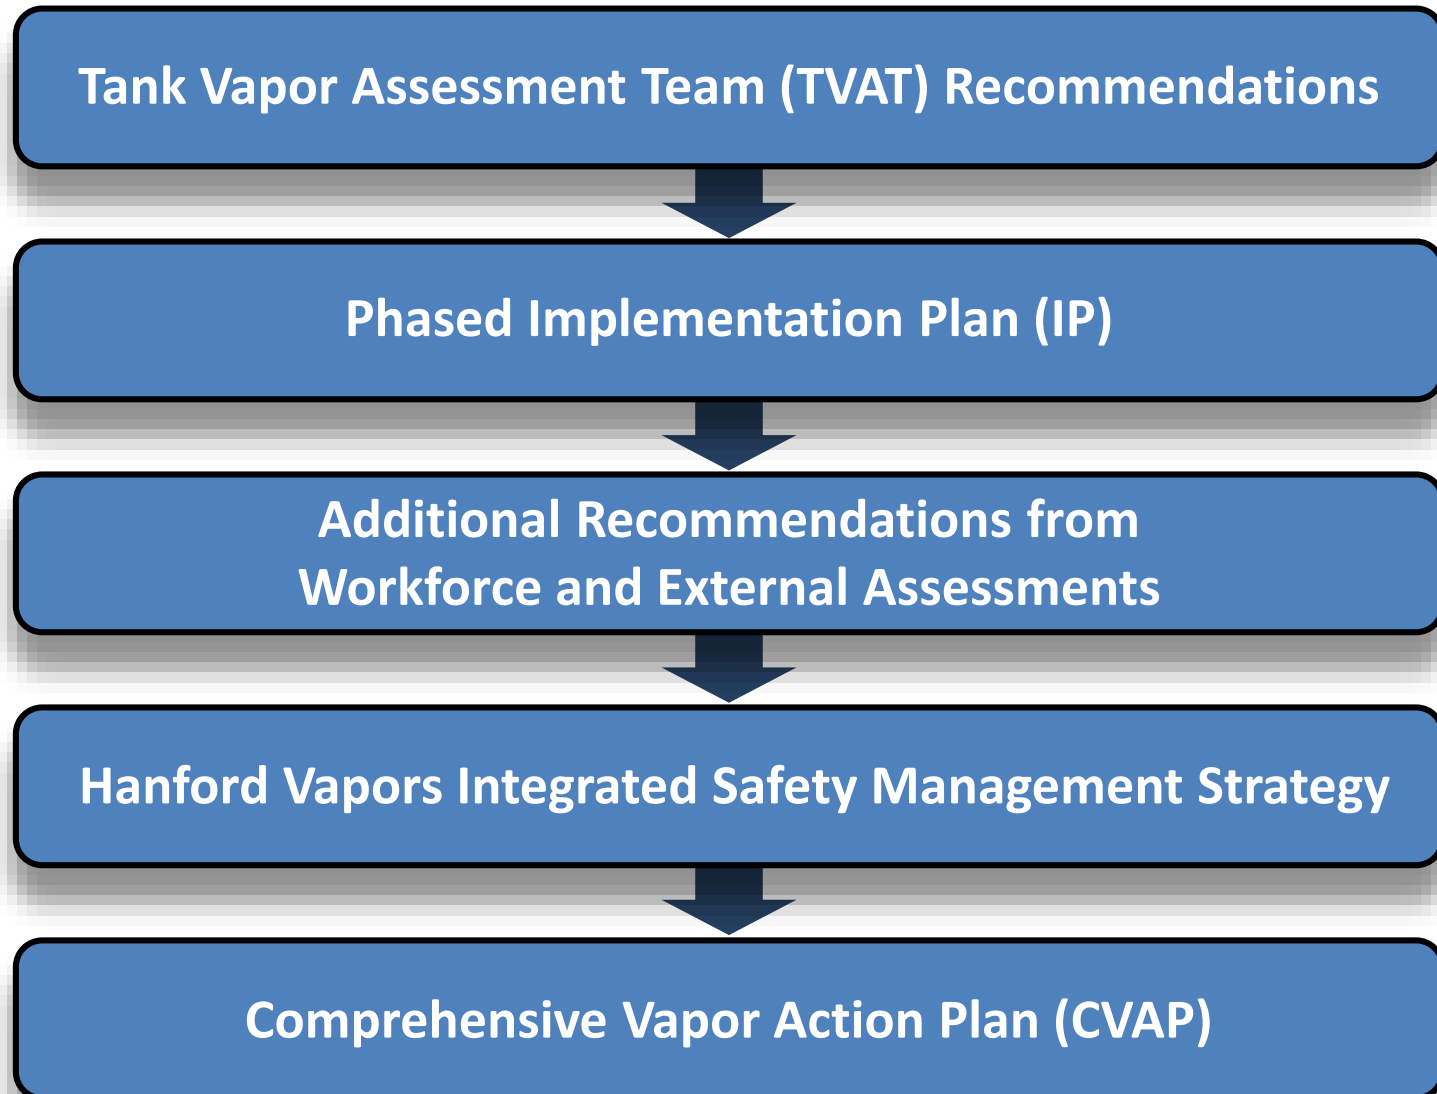 Tank Vapor Assessment Team (TVAT) Recommendations
Phased Implementation Plan (IP)
Additional Recommendations from
Workforce and External Assessments
Hanford Vapors Integrated Safety Management Strategy
Comprehensive Vapor Action Plan (CVAP)